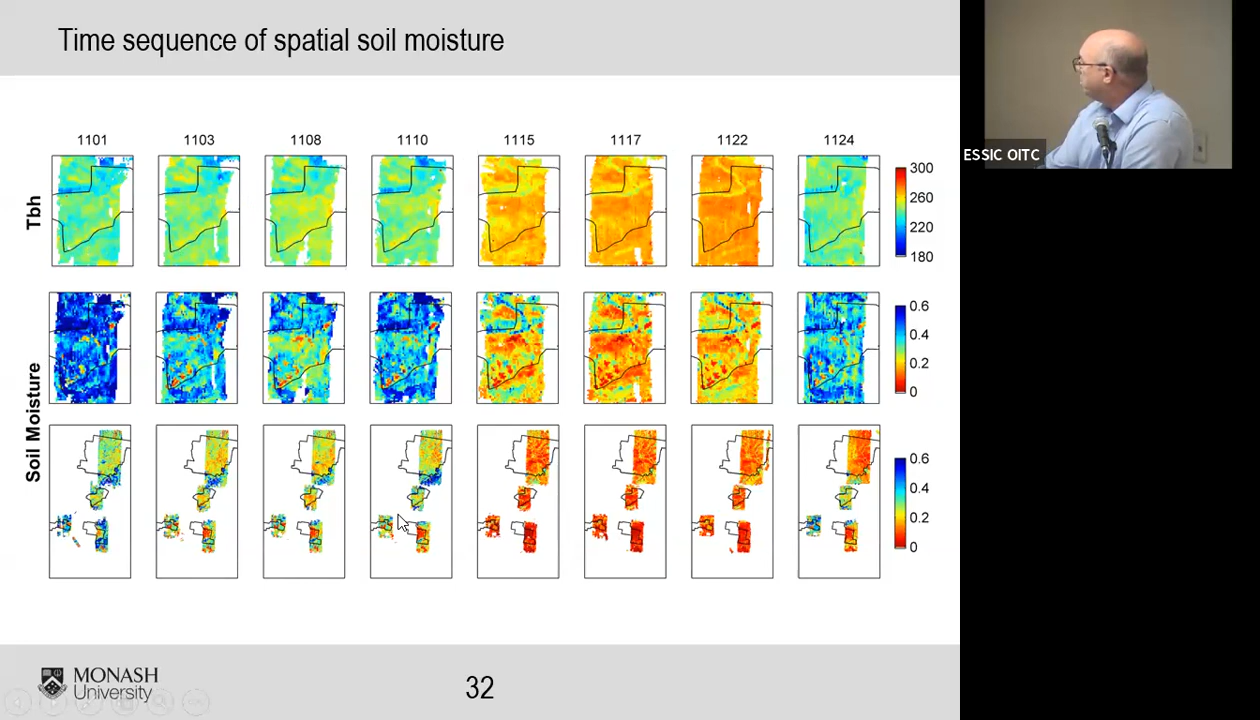 Time sequence of spatial soil moisture
1101 1103 1108 1110 1115 1117 1122 1124
Tbh
300
260
220
180
Soil Moisture
0.6
0.4
0.2
0
0.6
0.4
0.2
0
MONASH
University
32
ESSIC OITC